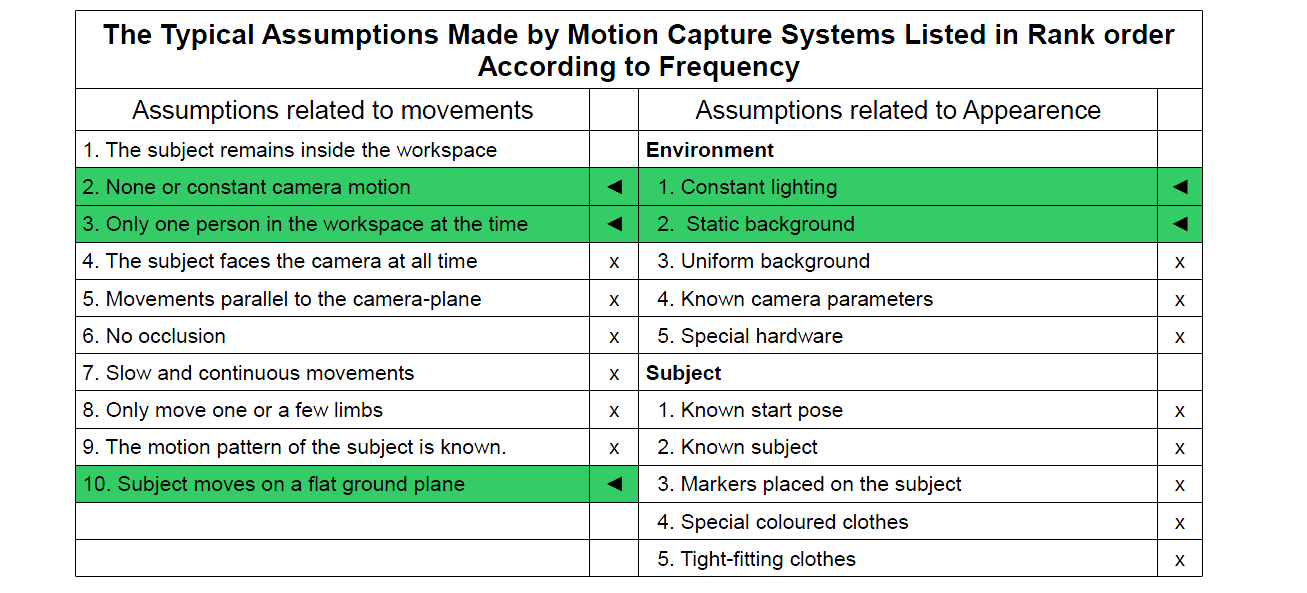 The Typical Assumptions Made by Motion Capture Systems Listed in Rank order
According to Frequency
Assumptions related to movements Assumptions related to Appearence
1. The subject remains inside the workspace Environment
2. None or constant camera motion ◄ 1. Constant lighting ◄
3. Only one person in the workspace at the time ◄ 2. Static background ◄
4. The subject faces the camera at all time x 3. Uniform background x
5. Movements parallel to the camera-plane x 4. Known camera parameters x
6. No occlusion x 5. Special hardware x
7. Slow and continuous movements x Subject
8. Only move one or a few limbs x 1. Known start pose x
9. The motion pattern of the subject is known. x 2. Known subject x
10. Subject moves on a flat ground plane ◄ 3. Markers placed on the subject x
4. Special coloured clothes x
5. Tight-fitting clothes x